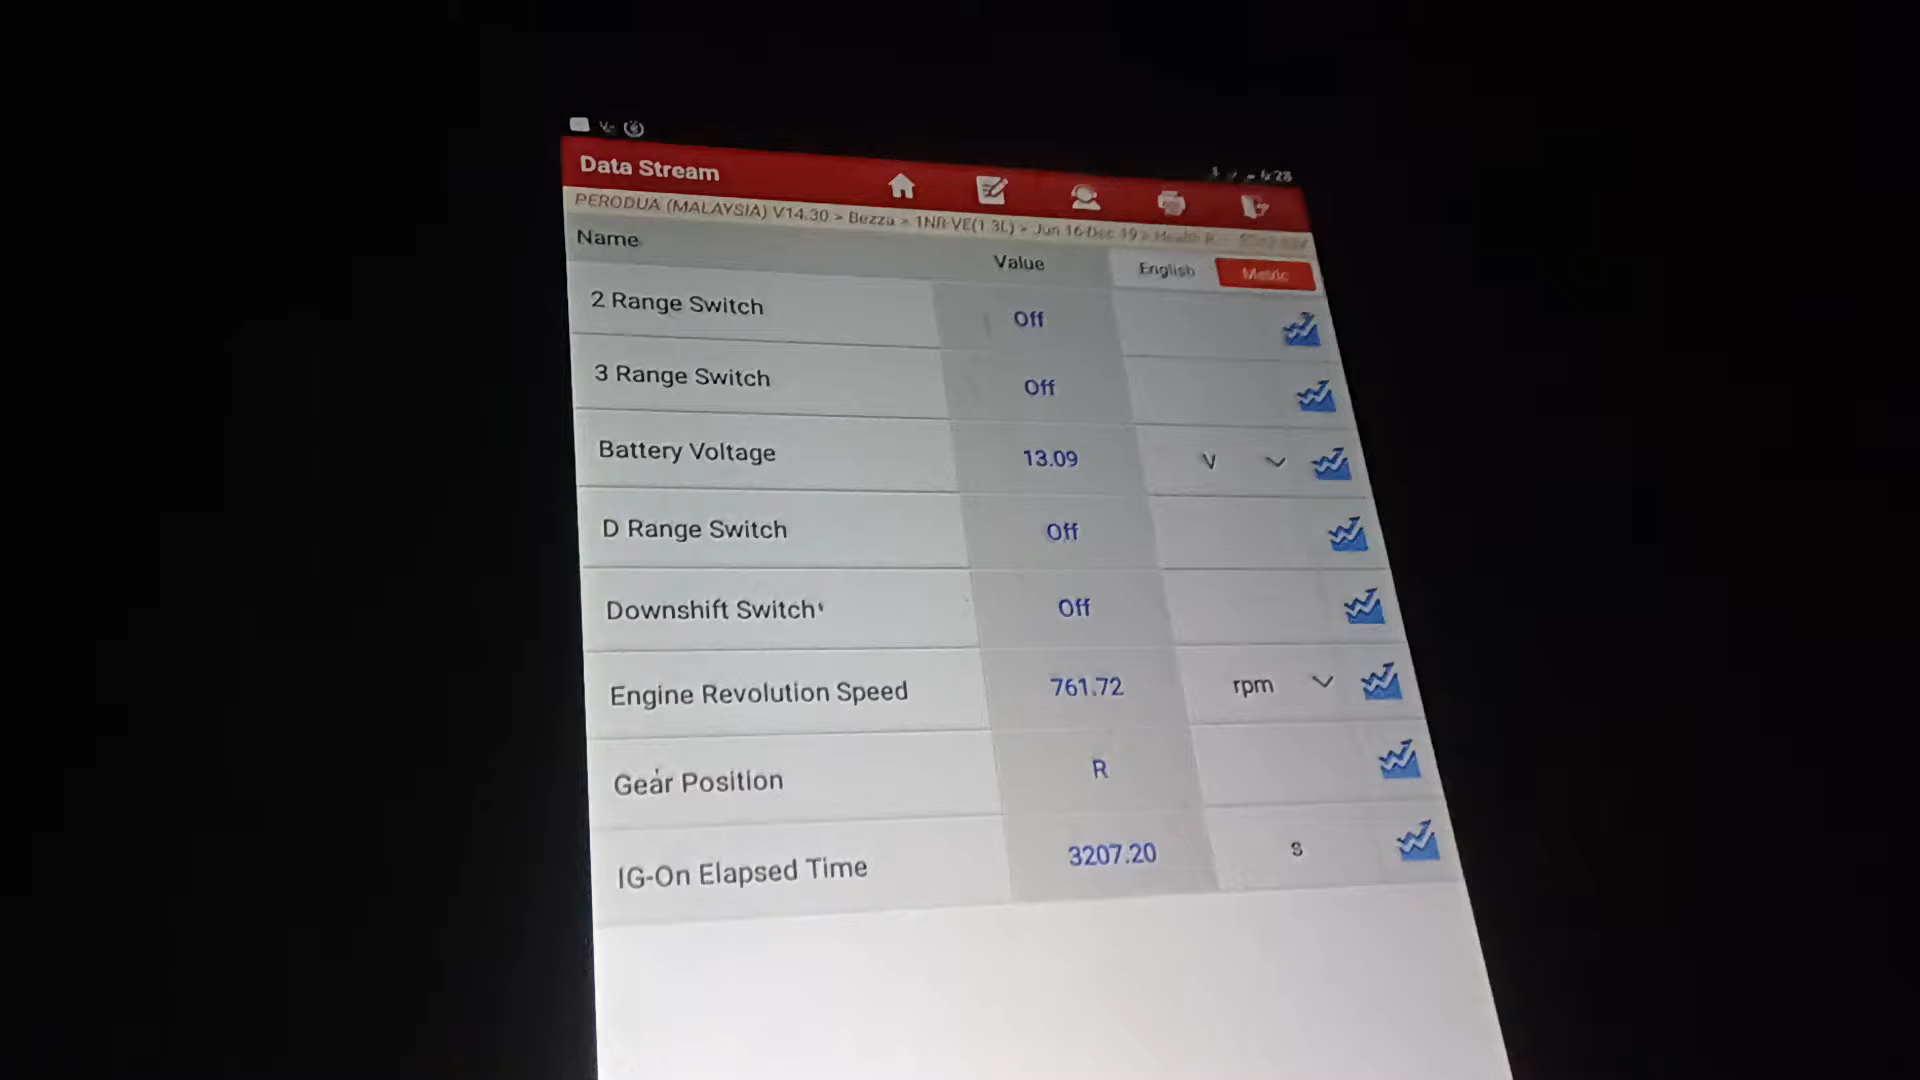 Data Stream
PERODUA (MALAYSIA) V14.30 > Bezza > 1NR-VE(1.3L) > Jun 16-Dec 19 > Health R
Name Value English Metric
2 Range Switch Off
3 Range Switch Off
Battery Voltage 13.09 V
D Range Switch Off
Downshift Switch Off
Engine Revolution Speed 761.72 rpm
Gear Position R
IG-On Elapsed Time 3207.20 s